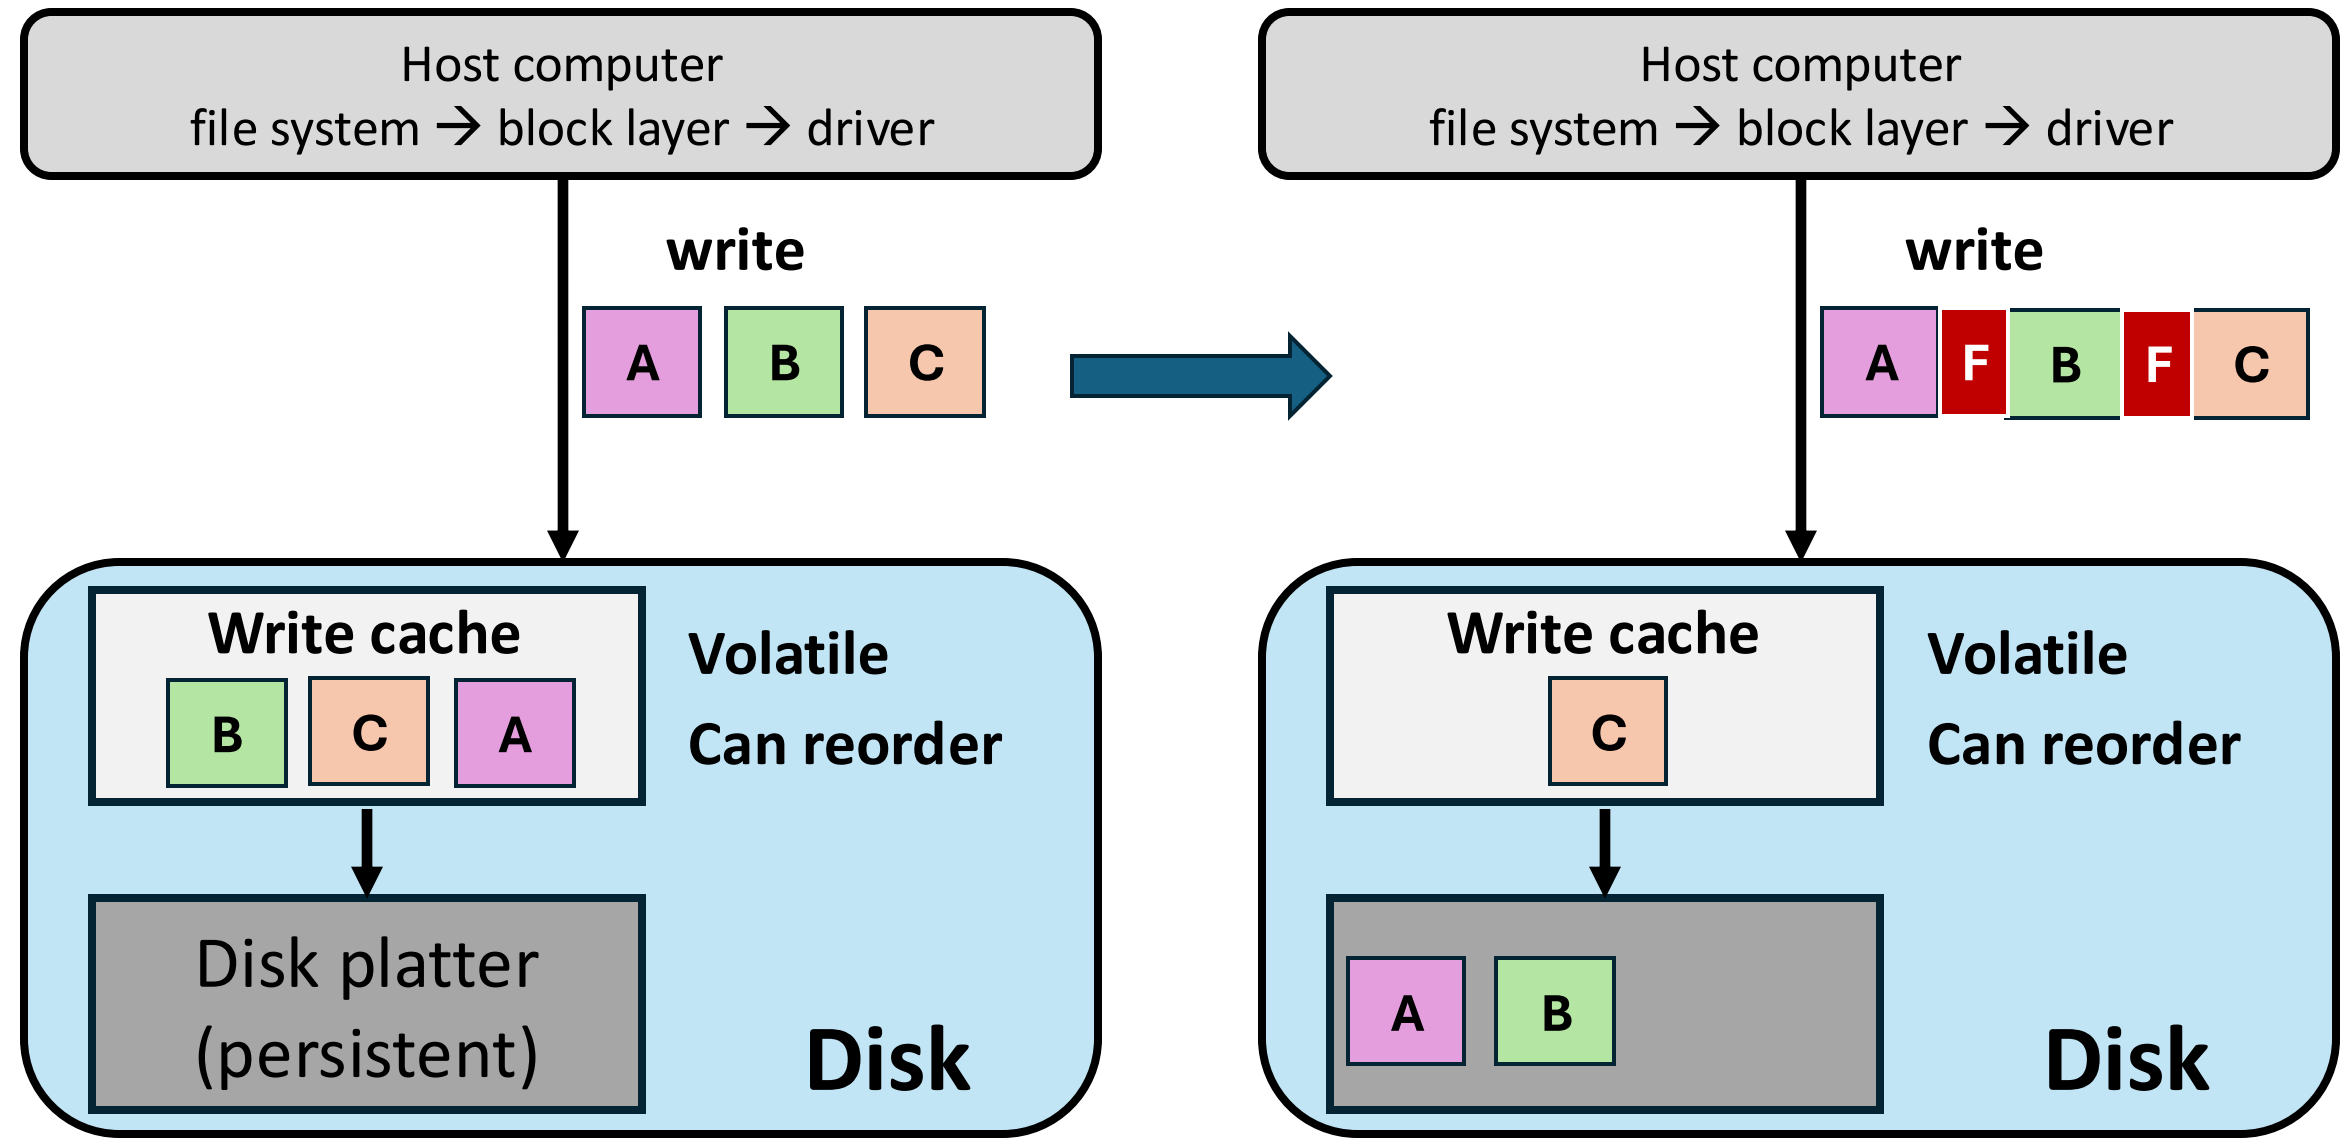 Host computer
file system → block layer → driver
write
A B C
Write cache
B C A
Volatile
Can reorder
Disk platter
(persistent)
Disk
Host computer
file system → block layer → driver
write
A F B F C
Write cache
C
Volatile
Can reorder
A B
Disk